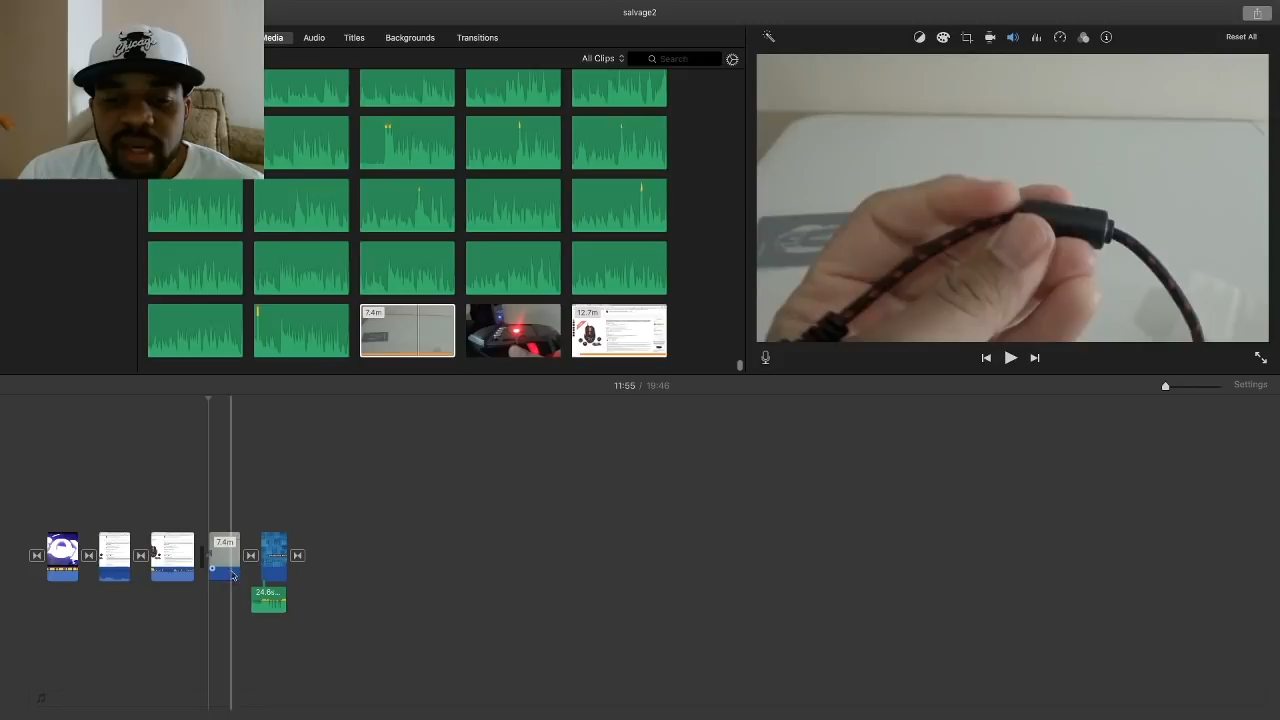 salvage2
Media Audio Titles Backgrounds Transitions
Reset All
All Clips Search
Chicago
7.4m
12.7m
11:55 / 19:46
Settings
7.4m
24.6s...